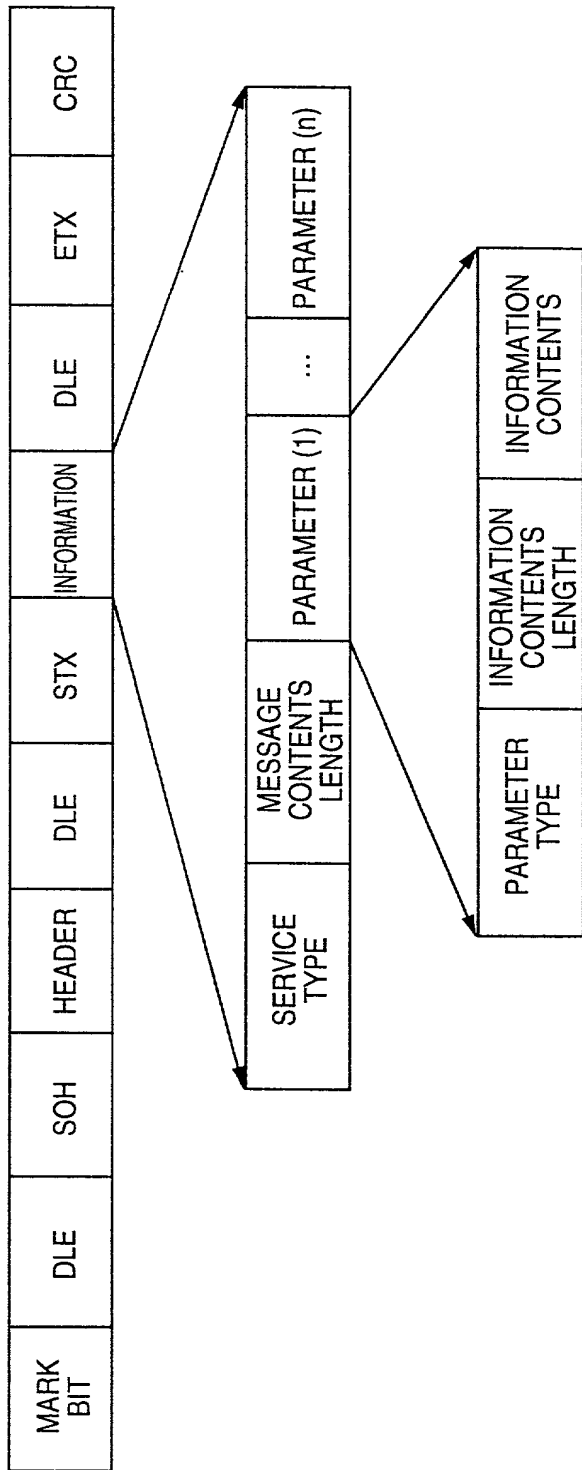 MARK
BIT
DLE
SOH
HEADER
DLE
STX
INFORMATION
DLE
ETX
CRC
SERVICE
TYPE
MESSAGE
CONTENTS
LENGTH
PARAMETER (1)
...
PARAMETER (n)
PARAMETER
TYPE
INFORMATION
CONTENTS
LENGTH
INFORMATION
CONTENTS